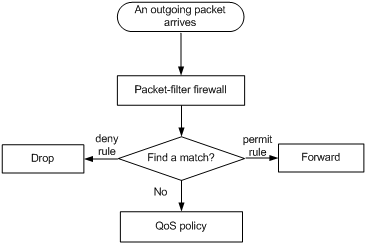 An outgoing packet
arrives
Packet-filter firewall
deny
rule
permit
rule
Drop
Find a match?
Forward
No
QoS policy